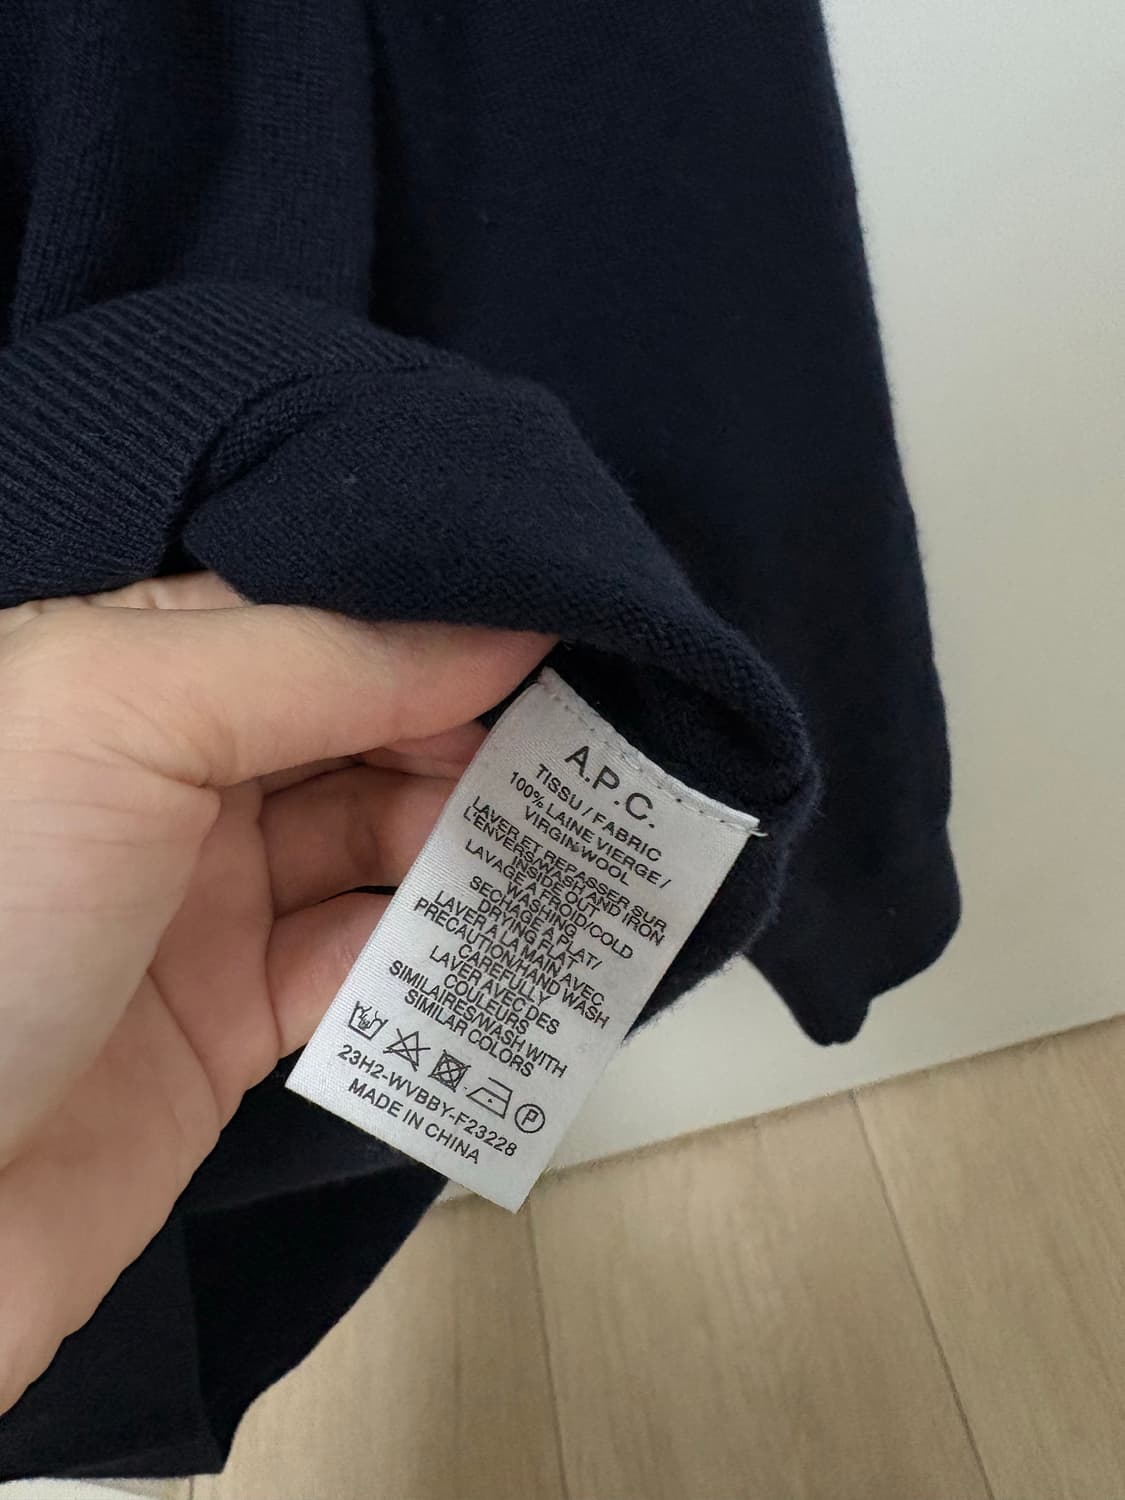 A.P.C.
TISSU / FABRIC
100% LAINE VIERGE /
VIRGIN WOOL
LAVER ET REPASSER SUR
L'ENVERS/WASH AND IRON
INSIDE OUT
LAVAGE A FROID/COLD
WASHING
SECHAGE A PLAT/
DRYING FLAT
LAVER A LA MAIN AVEC
PRECAUTION/HAND WASH
CAREFULLY
LAVER AVEC DES
COULEURS
SIMILAIRES/WASH WITH
SIMILAR COLORS
P
23H2-WVBBY-F23228
MADE IN CHINA